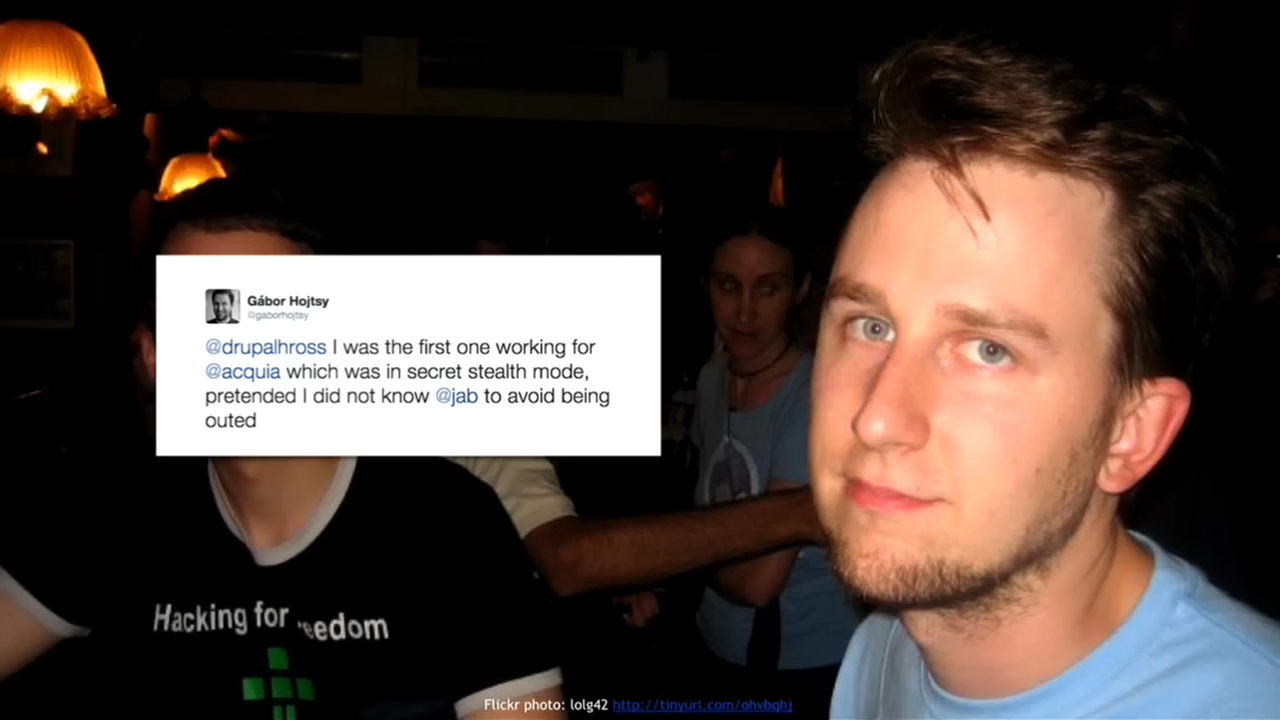 Gábor Hojtsy
@gaborhojtsy
@drupalhross I was the first one working for
@acquia which was in secret stealth mode,
pretended I did not know @jab to avoid being
outed
Hacking for eedom
Flickr photo: lolg42 http://tinyurl.com/ohvbqhj